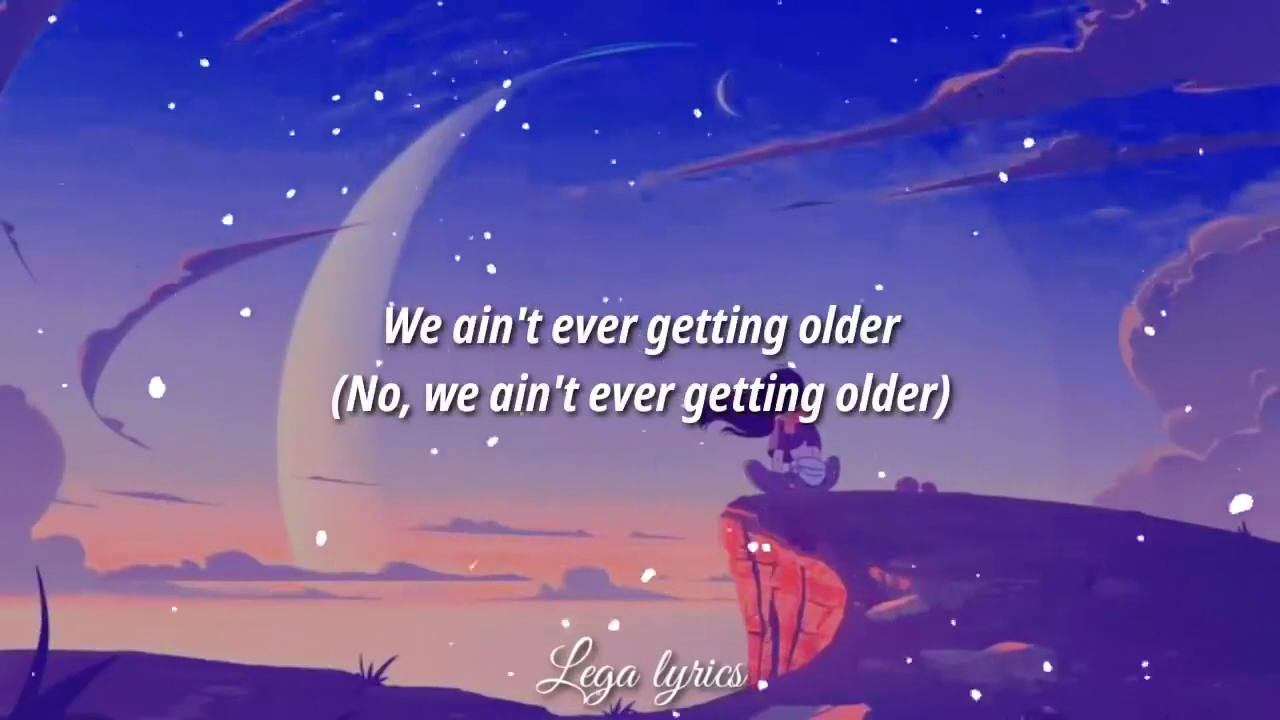 We ain't ever getting older
(No, we ain't ever getting older)
Lega lyrics